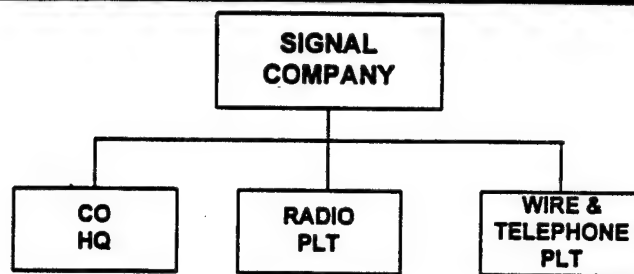 SIGNAL
COMPANY
CO
HQ
RADIO
PLT
WIRE &
TELEPHONE
PLT